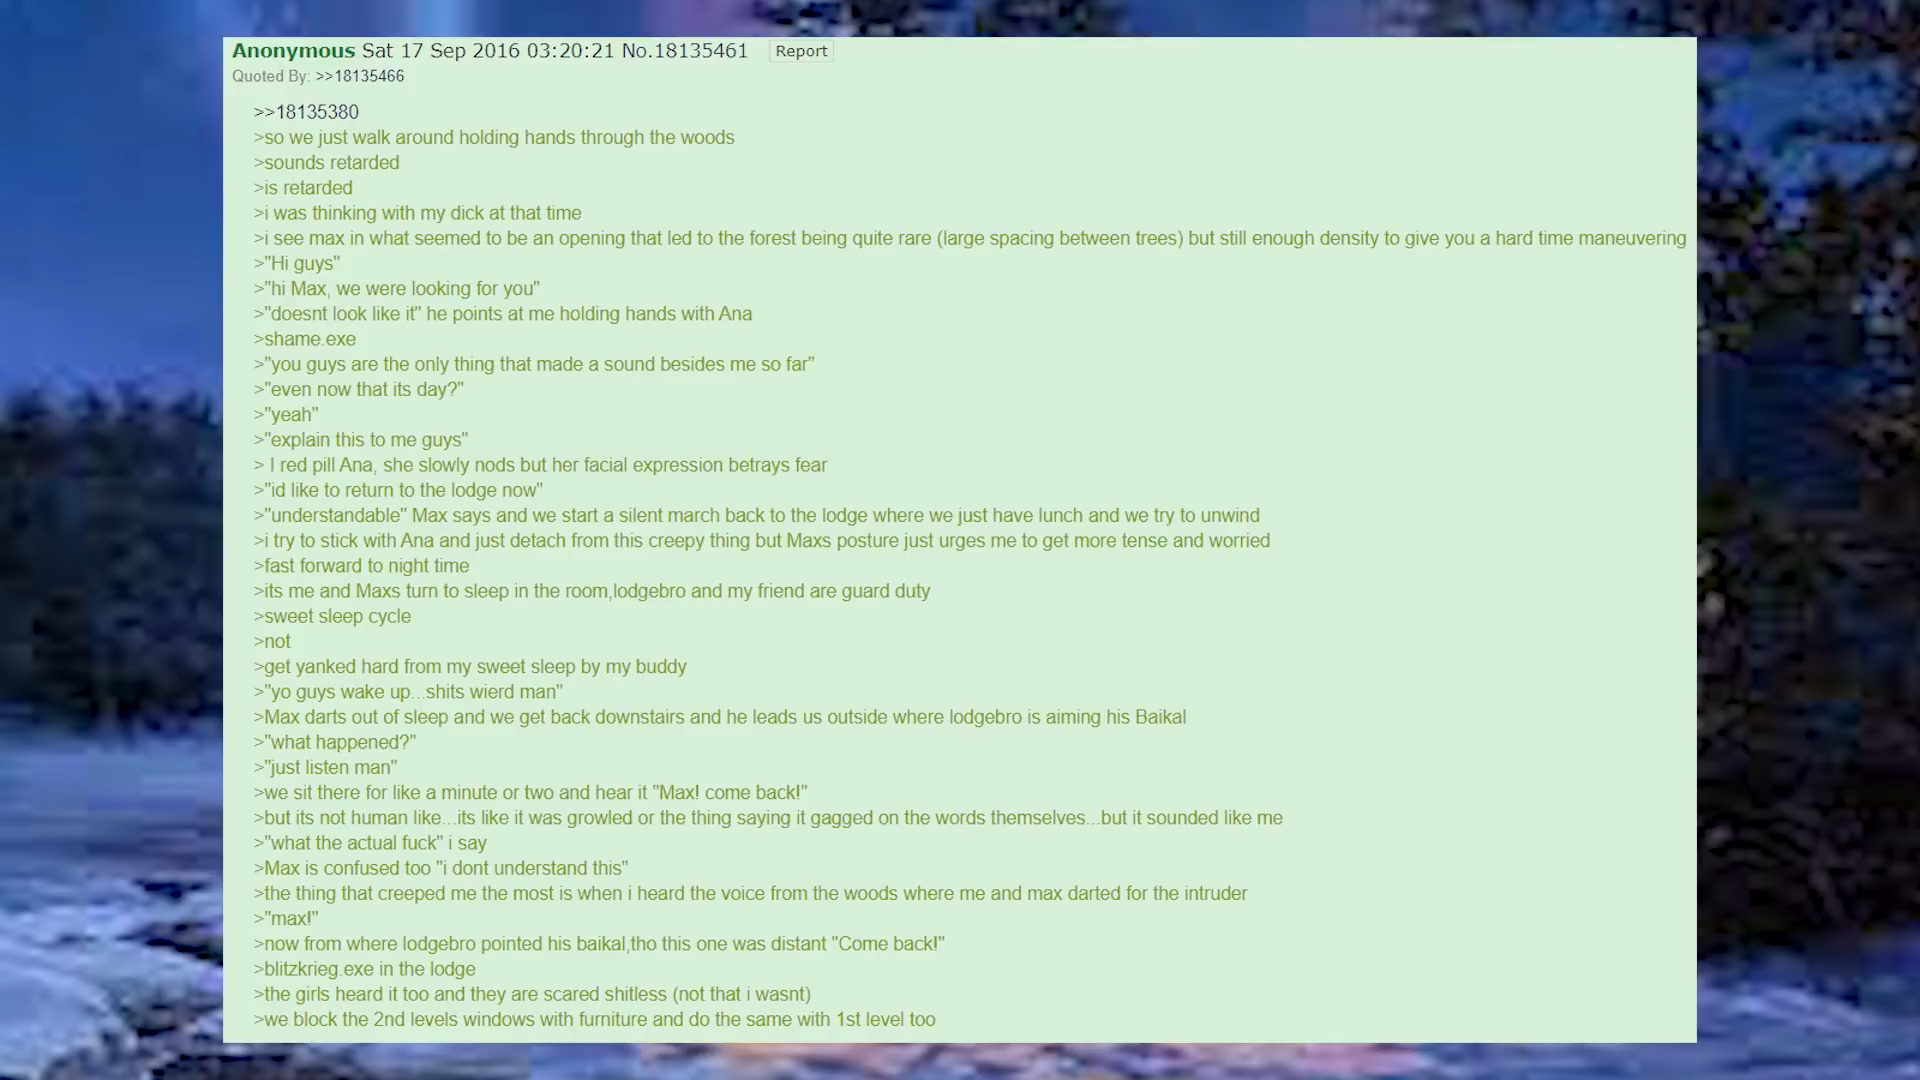 Anonymous Sat 17 Sep 2016 03:20:21 No.18135461 Report
Quoted By: >>18135466
>>18135380
>so we just walk around holding hands through the woods
>sounds retarded
>is retarded
>i was thinking with my dick at that time
>i see max in what seemed to be an opening that led to the forest being quite rare (large spacing between trees) but still enough density to give you a hard time maneuvering
>"Hi guys"
>"hi Max, we were looking for you"
>"doesnt look like it" he points at me holding hands with Ana
>shame.exe
>"you guys are the only thing that made a sound besides me so far"
>"even now that its day?"
>"yeah"
>"explain this to me guys"
> I red pill Ana, she slowly nods but her facial expression betrays fear
>"id like to return to the lodge now"
>"understandable" Max says and we start a silent march back to the lodge where we just have lunch and we try to unwind
>i try to stick with Ana and just detach from this creepy thing but Maxs posture just urges me to get more tense and worried
>fast forward to night time
>its me and Maxs turn to sleep in the room,lodgebro and my friend are guard duty
>sweet sleep cycle
>not
>get yanked hard from my sweet sleep by my buddy
>"yo guys wake up...shits wierd man"
>Max darts out of sleep and we get back downstairs and he leads us outside where lodgebro is aiming his Baikal
>"what happened?"
>"just listen man"
>we sit there for like a minute or two and hear it "Max! come back!"
>but its not human like...its like it was growled or the thing saying it gagged on the words themselves...but it sounded like me
>"what the actual fuck" i say
>Max is confused too "i dont understand this"
>the thing that creeped me the most is when i heard the voice from the woods where me and max darted for the intruder
>"max!"
>now from where lodgebro pointed his baikal,tho this one was distant "Come back!"
>blitzkrieg.exe in the lodge
>the girls heard it too and they are scared shitless (not that i wasnt)
>we block the 2nd levels windows with furniture and do the same with 1st level too